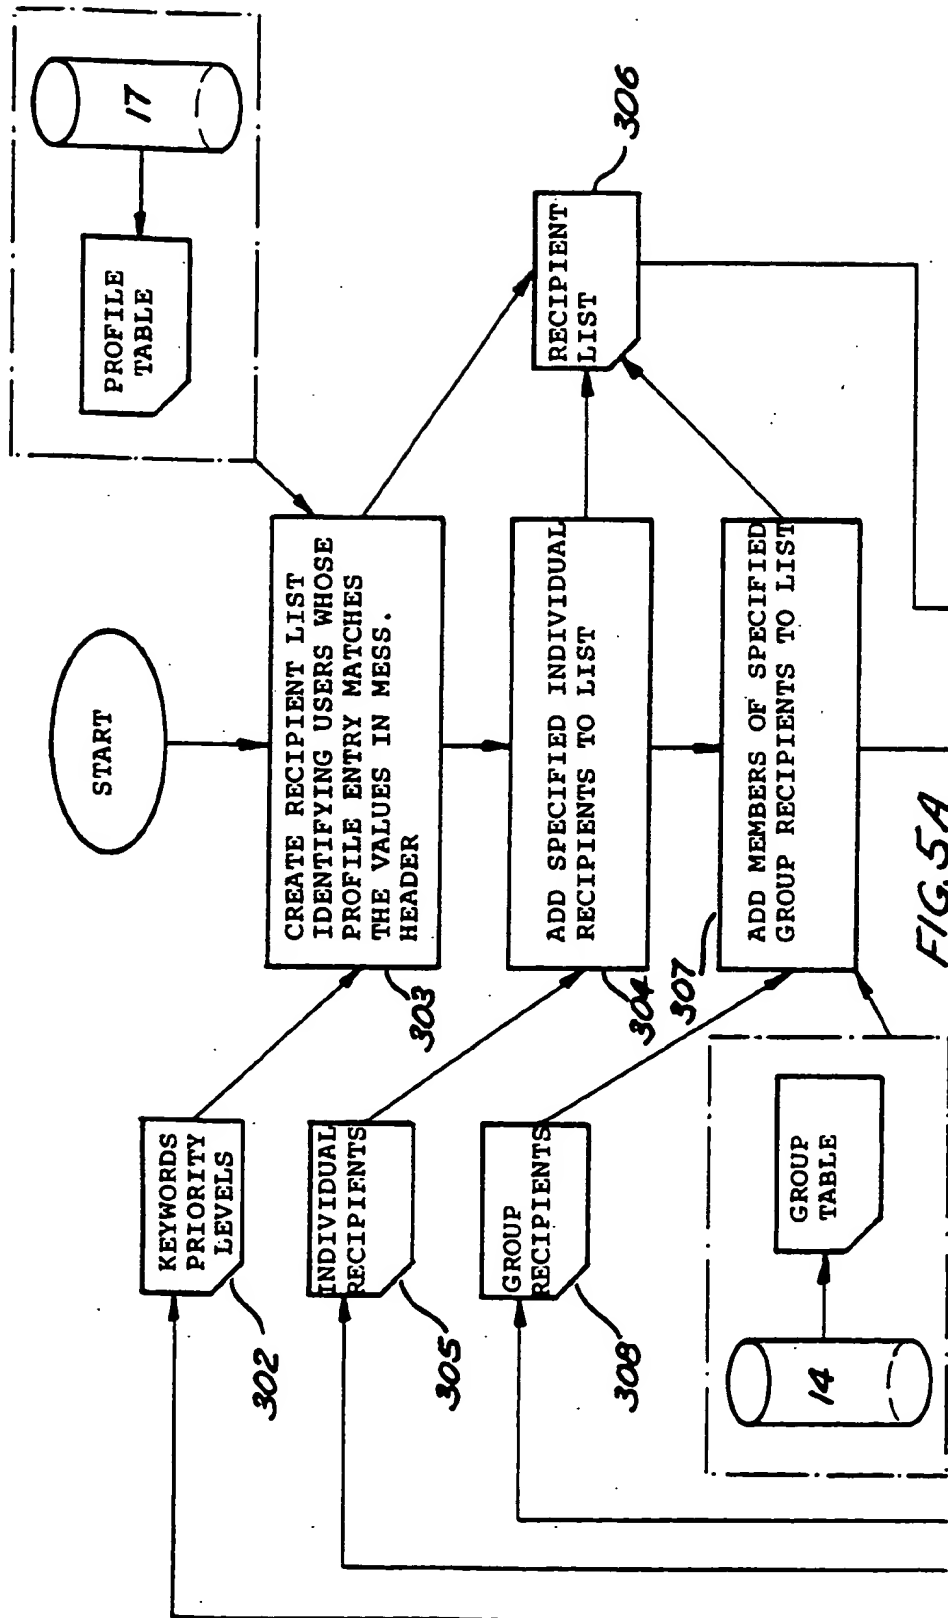 START
17
PROFILE
TABLE
KEYWORDS
PRIORITY
LEVELS
302
CREATE RECIPIENT LIST
IDENTIFYING USERS WHOSE
PROFILE ENTRY MATCHES
THE VALUES IN MESS.
HEADER
303
INDIVIDUAL
RECIPIENTS
305
ADD SPECIFIED INDIVIDUAL
RECIPIENTS TO LIST
304
RECIPIENT
LIST
306
GROUP
RECIPIENTS
308
307
ADD MEMBERS OF SPECIFIED
GROUP RECIPIENTS TO LIST
14
GROUP
TABLE
FIG.5A